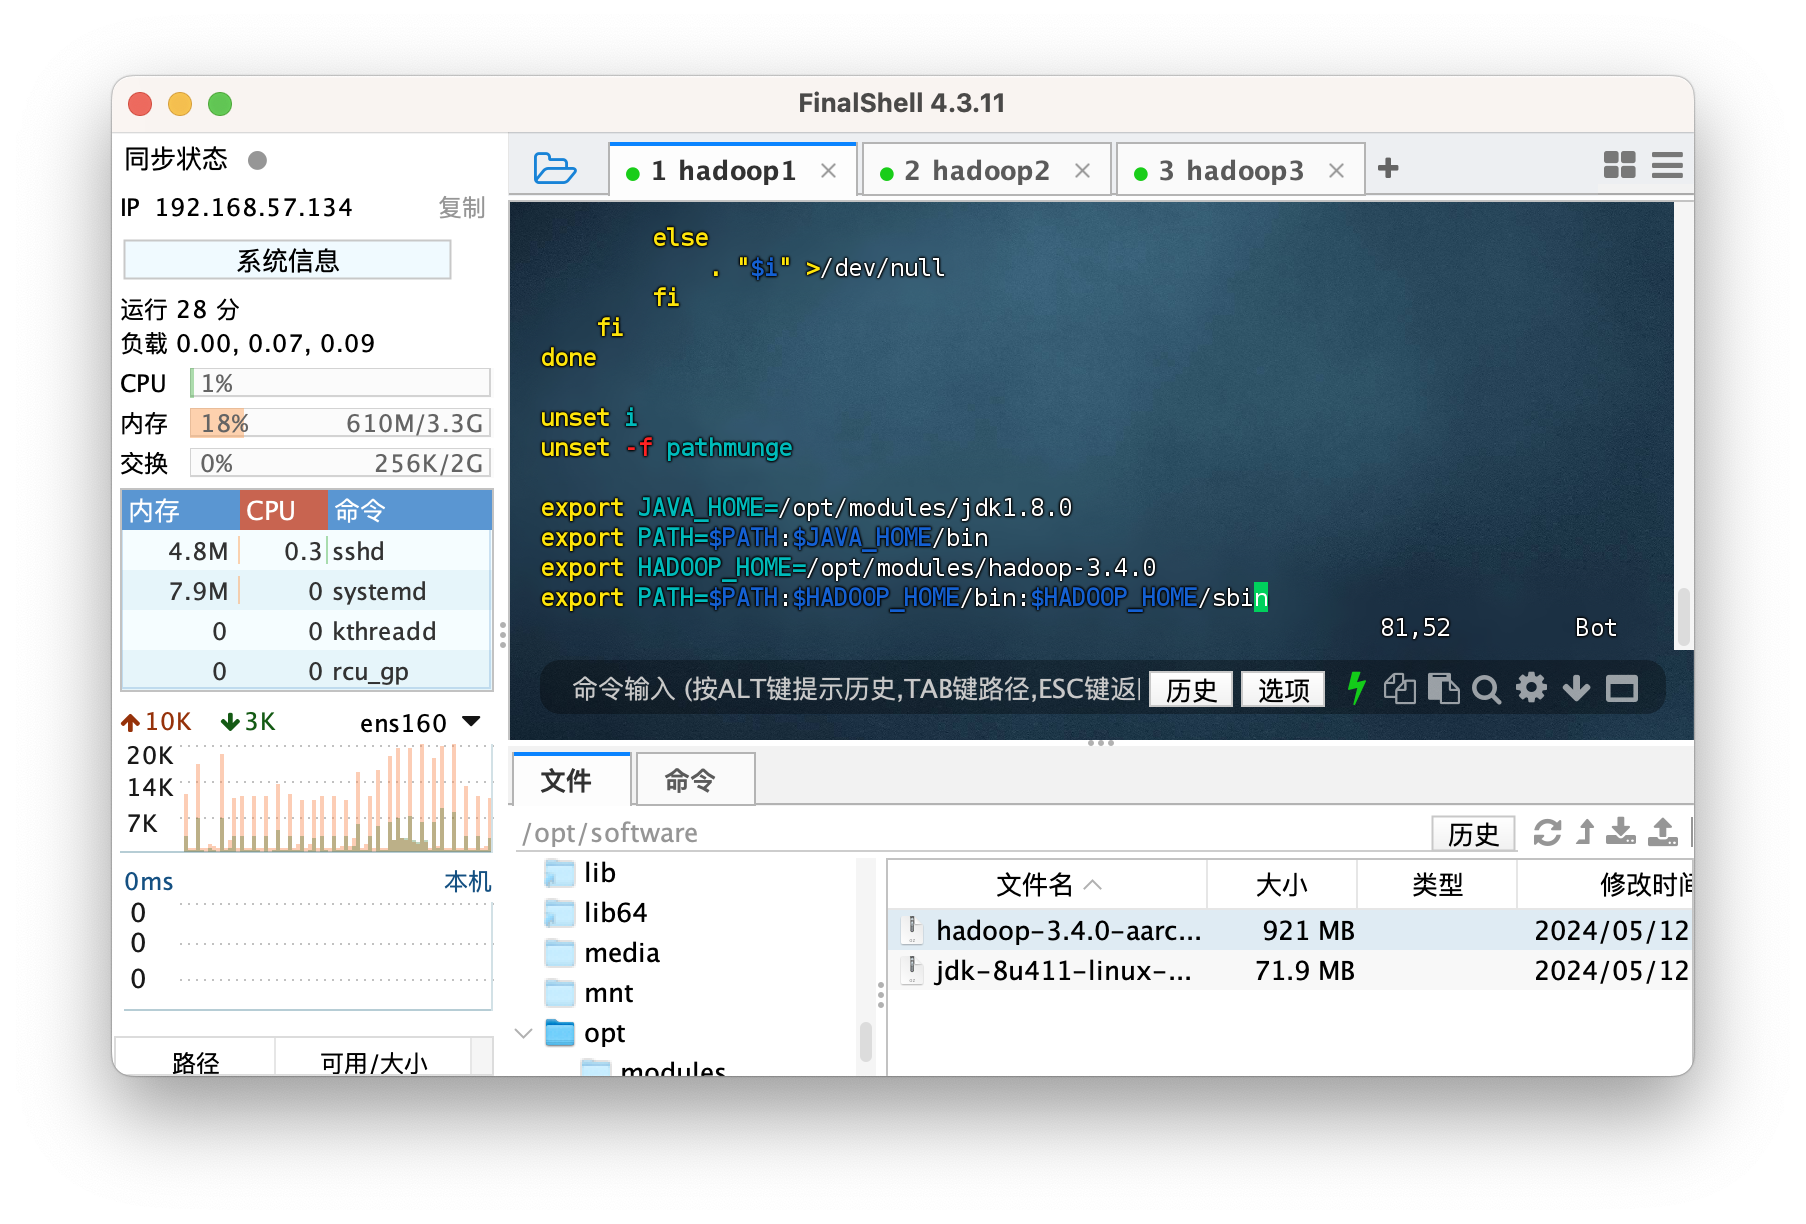 FinalShell 4.3.11
同步状态
IP 192.168.57.134 复制
系统信息
运行 28 分
负载 0.00, 0.07, 0.09
CPU 1%
内存 18% 610M/3.3G
交换 0% 256K/2G
内存 CPU 命令
4.8M 0.3 sshd
7.9M 0 systemd
0 0 kthreadd
0 0 rcu_gp
10K 3K ens160
20K
14K
7K
0ms 本机
0
0
0
路径 可用/大小
1 hadoop1 2 hadoop2 3 hadoop3
else
. "$i" >/dev/null
fi
fi
done
unset i
unset -f pathmunge
export JAVA_HOME=/opt/modules/jdk1.8.0
export PATH=$PATH:$JAVA_HOME/bin
export HADOOP_HOME=/opt/modules/hadoop-3.4.0
export PATH=$PATH:$HADOOP_HOME/bin:$HADOOP_HOME/sbin
81,52 Bot
命令输入 (按ALT键提示历史,TAB键路径,ESC键返 历史 选项
文件 命令
/opt/software 历史
lib
lib64
media
mnt
opt
modules
文件名 大小 类型 修改时间
hadoop-3.4.0-aarc... 921 MB 2024/05/12
jdk-8u411-linux-... 71.9 MB 2024/05/12